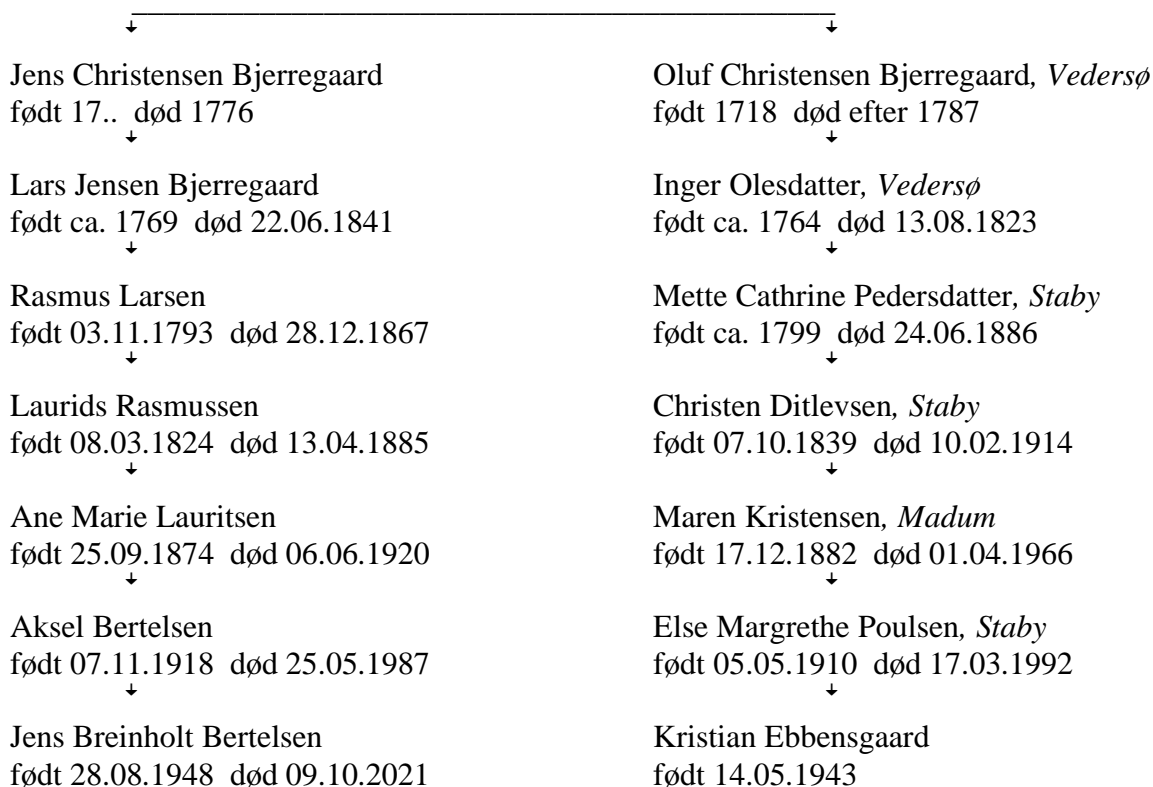 Jens Christensen Bjerregaard
født 17.. død 1776
Lars Jensen Bjerregaard
født ca. 1769 død 22.06.1841
Rasmus Larsen
født 03.11.1793 død 28.12.1867
Laurids Rasmussen
født 08.03.1824 død 13.04.1885
Ane Marie Lauritsen
født 25.09.1874 død 06.06.1920
Aksel Bertelsen
født 07.11.1918 død 25.05.1987
Jens Breinholt Bertelsen
født 28.08.1948 død 09.10.2021
Oluf Christensen Bjerregaard, Vedersø
født 1718 død efter 1787
Inger Olesdatter, Vedersø
født ca. 1764 død 13.08.1823
Mette Cathrine Pedersdatter, Staby
født ca. 1799 død 24.06.1886
Christen Ditlevsen, Staby
født 07.10.1839 død 10.02.1914
Maren Kristensen, Madum
født 17.12.1882 død 01.04.1966
Else Margrethe Poulsen, Staby
født 05.05.1910 død 17.03.1992
Kristian Ebbensgaard
født 14.05.1943